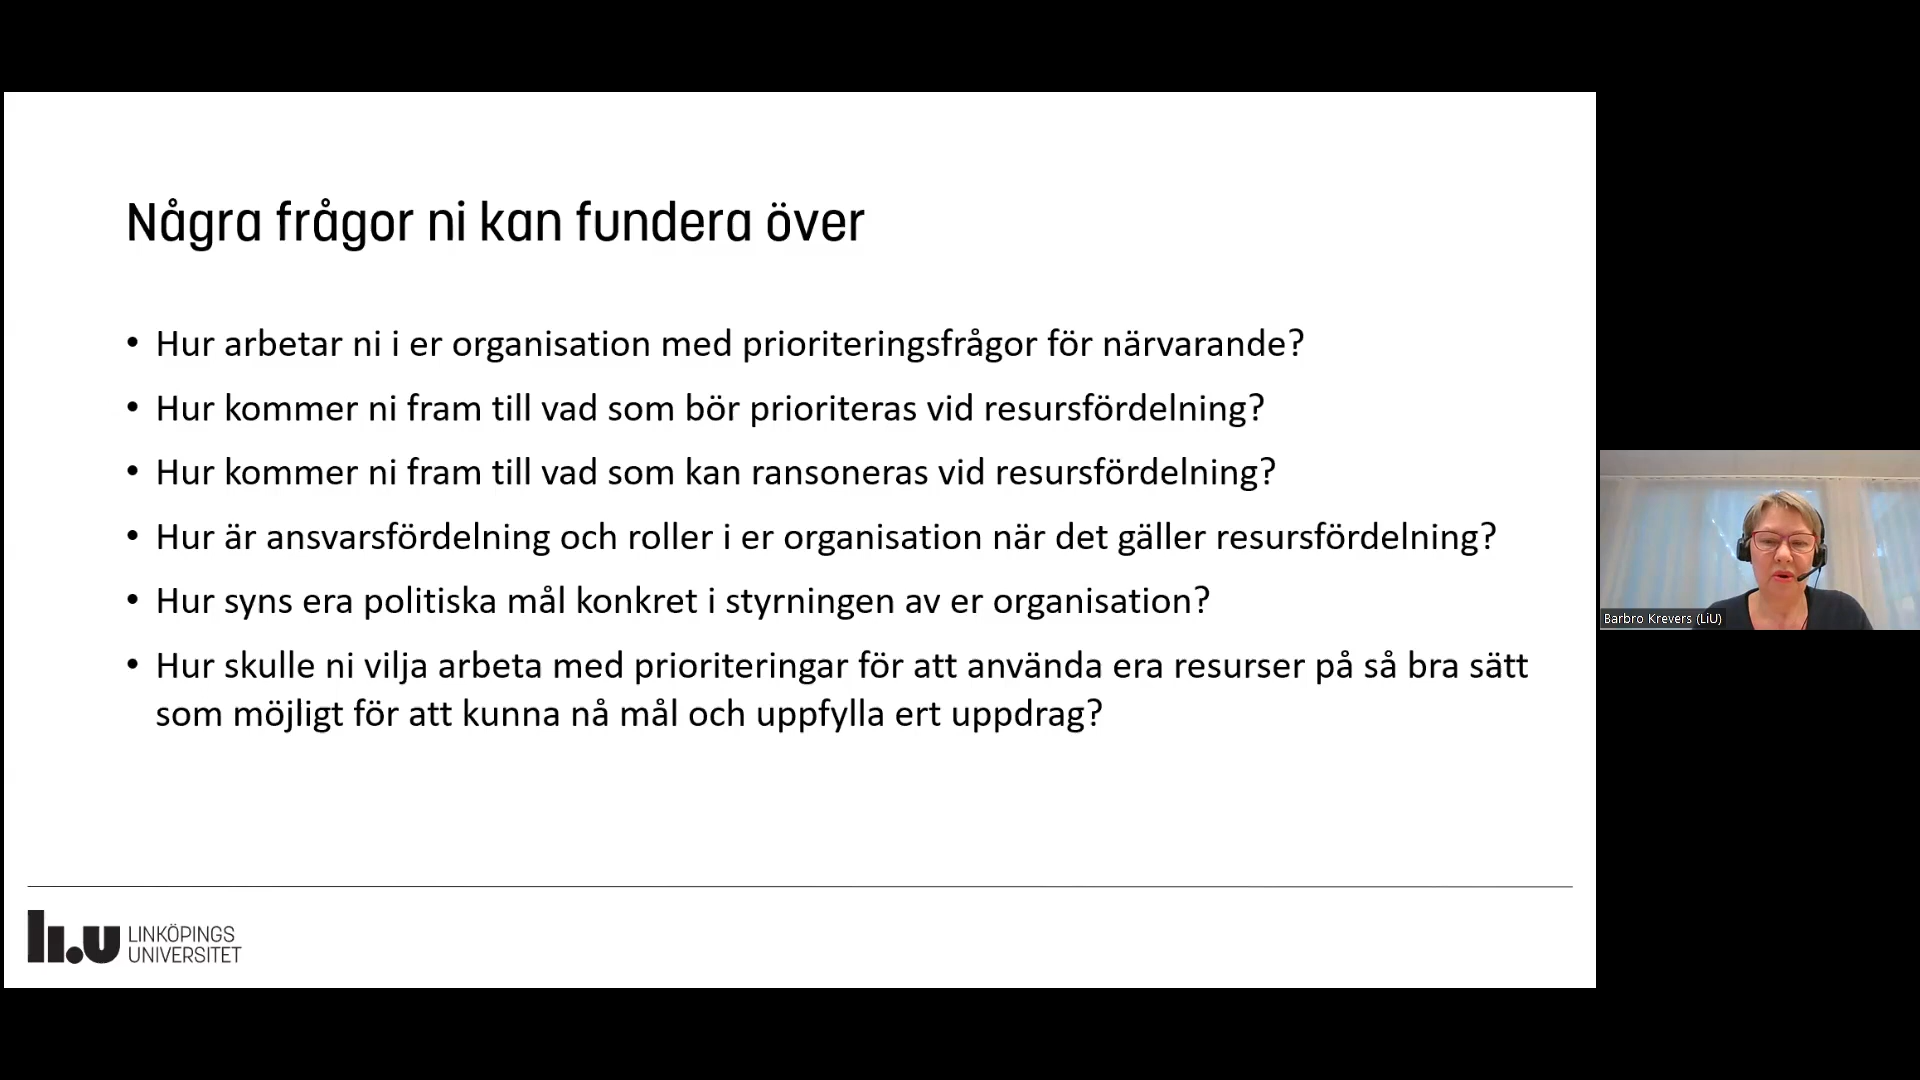 Några frågor ni kan fundera över
• Hur arbetar ni i er organisation med prioriteringsfrågor för närvarande?
• Hur kommer ni fram till vad som bör prioriteras vid resursfördelning?
• Hur kommer ni fram till vad som kan ransoneras vid resursfördelning?
• Hur är ansvarsfördelning och roller i er organisation när det gäller resursfördelning?
• Hur syns era politiska mål konkret i styrningen av er organisation?
• Hur skulle ni vilja arbeta med prioriteringar för att använda era resurser på så bra sätt
som möjligt för att kunna nå mål och uppfylla ert uppdrag?
Barbro Krevers (LiU)
li.u LINKÖPINGS
UNIVERSITET